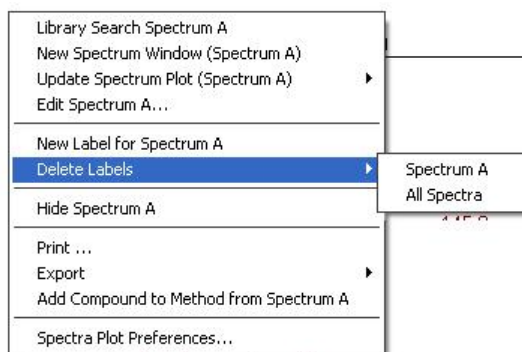 Library Search Spectrum A
New Spectrum Window (Spectrum A)
Update Spectrum Plot (Spectrum A)
Edit Spectrum A...
New Label for Spectrum A
Delete Labels
Spectrum A
All Spectra
Hide Spectrum A
Print ...
Export
Add Compound to Method from Spectrum A
Spectra Plot Preferences...